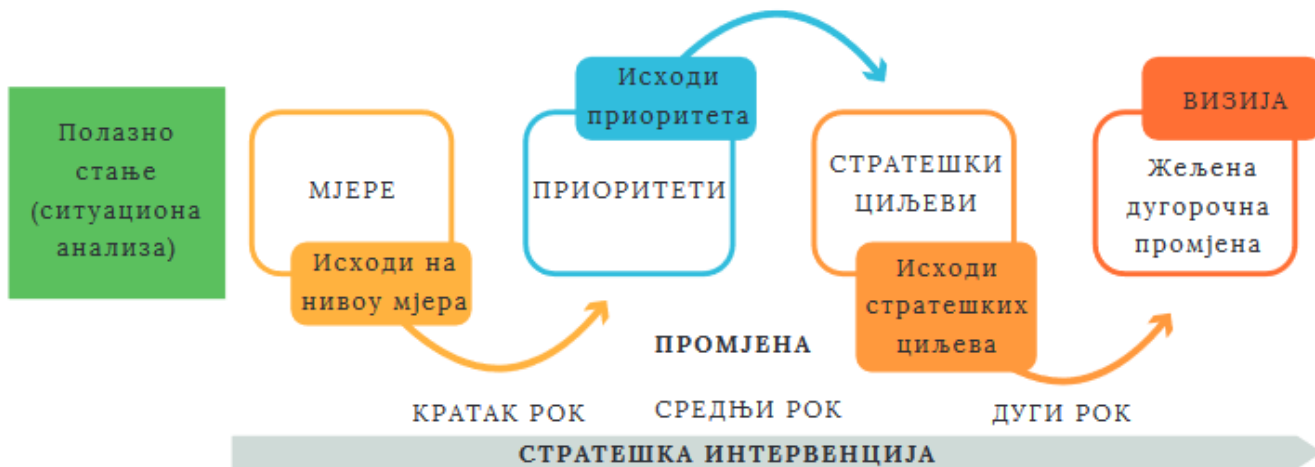 Полазно
стање
(ситуациона
анализа)
МЈЕРЕ
Исходи на
нивоу мјера
Исходи
приоритета
ПРИОРИТЕТИ
СТРАТЕШКИ
ЦИЉЕВИ
Исходи
стратешких
циљева
ВИЗИЈА
Жељена
дугорочна
промјена
ПРОМЈЕНА
КРАТАК РОК
СРЕДЊИ РОК
ДУГИ РОК
СТРАТЕШКА ИНТЕРВЕНЦИЈА